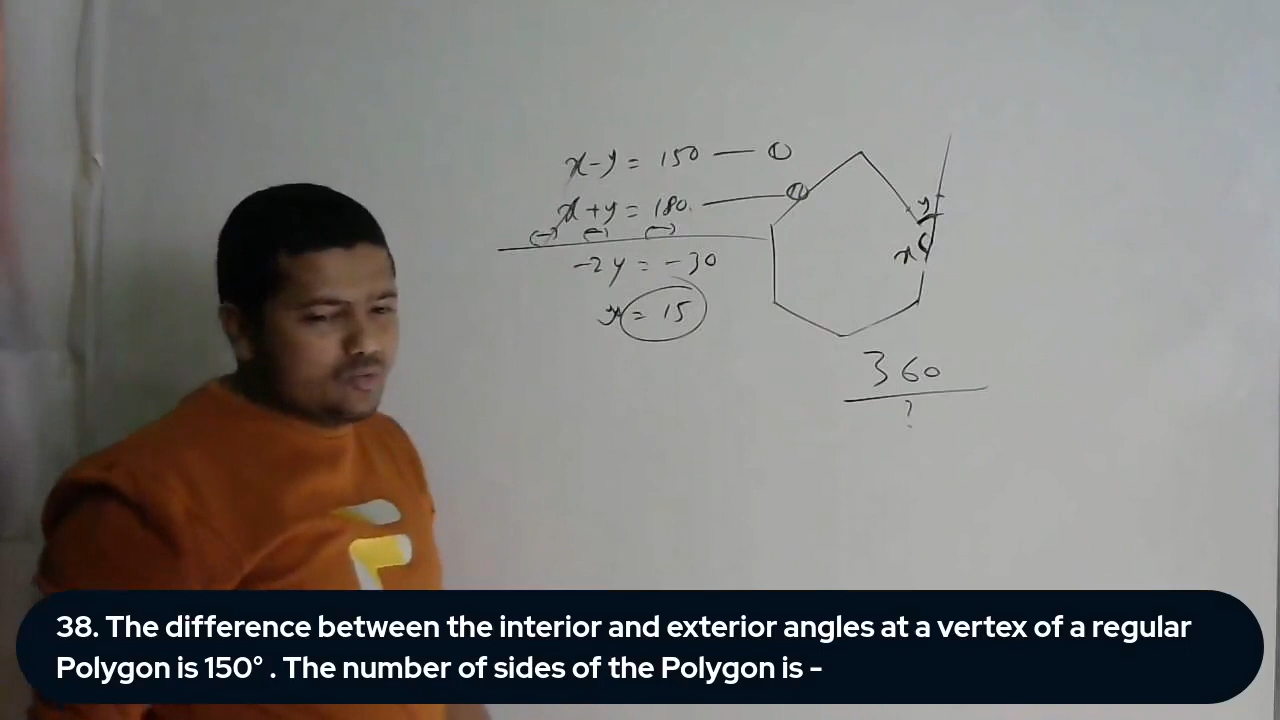 x-y = 150 — ①
x+y = 180. — ②
(-) (-) (-)
-2y = -30
y = 15
y
x
360
?
38. The difference between the interior and exterior angles at a vertex of a regular
Polygon is 150° . The number of sides of the Polygon is -